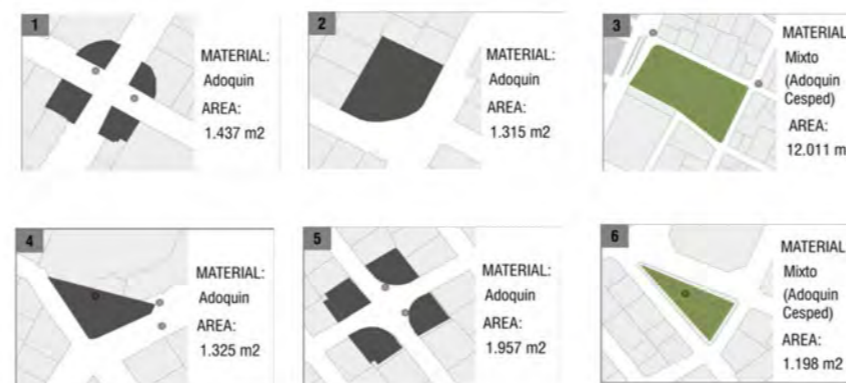 1
MATERIAL:
Adoquin
AREA:
1.437 m2
2
MATERIAL:
Adoquin
AREA:
1.315 m2
3
MATERIAL
Mixto
(Adoquin
Cesped)
AREA:
12.011 m
4
MATERIAL:
Adoquin
AREA:
1.325 m2
5
MATERIAL:
Adoquin
AREA:
1.957 m2
6
MATERIAL
Mixto
(Adoquin
Cesped)
AREA:
1.198 m2